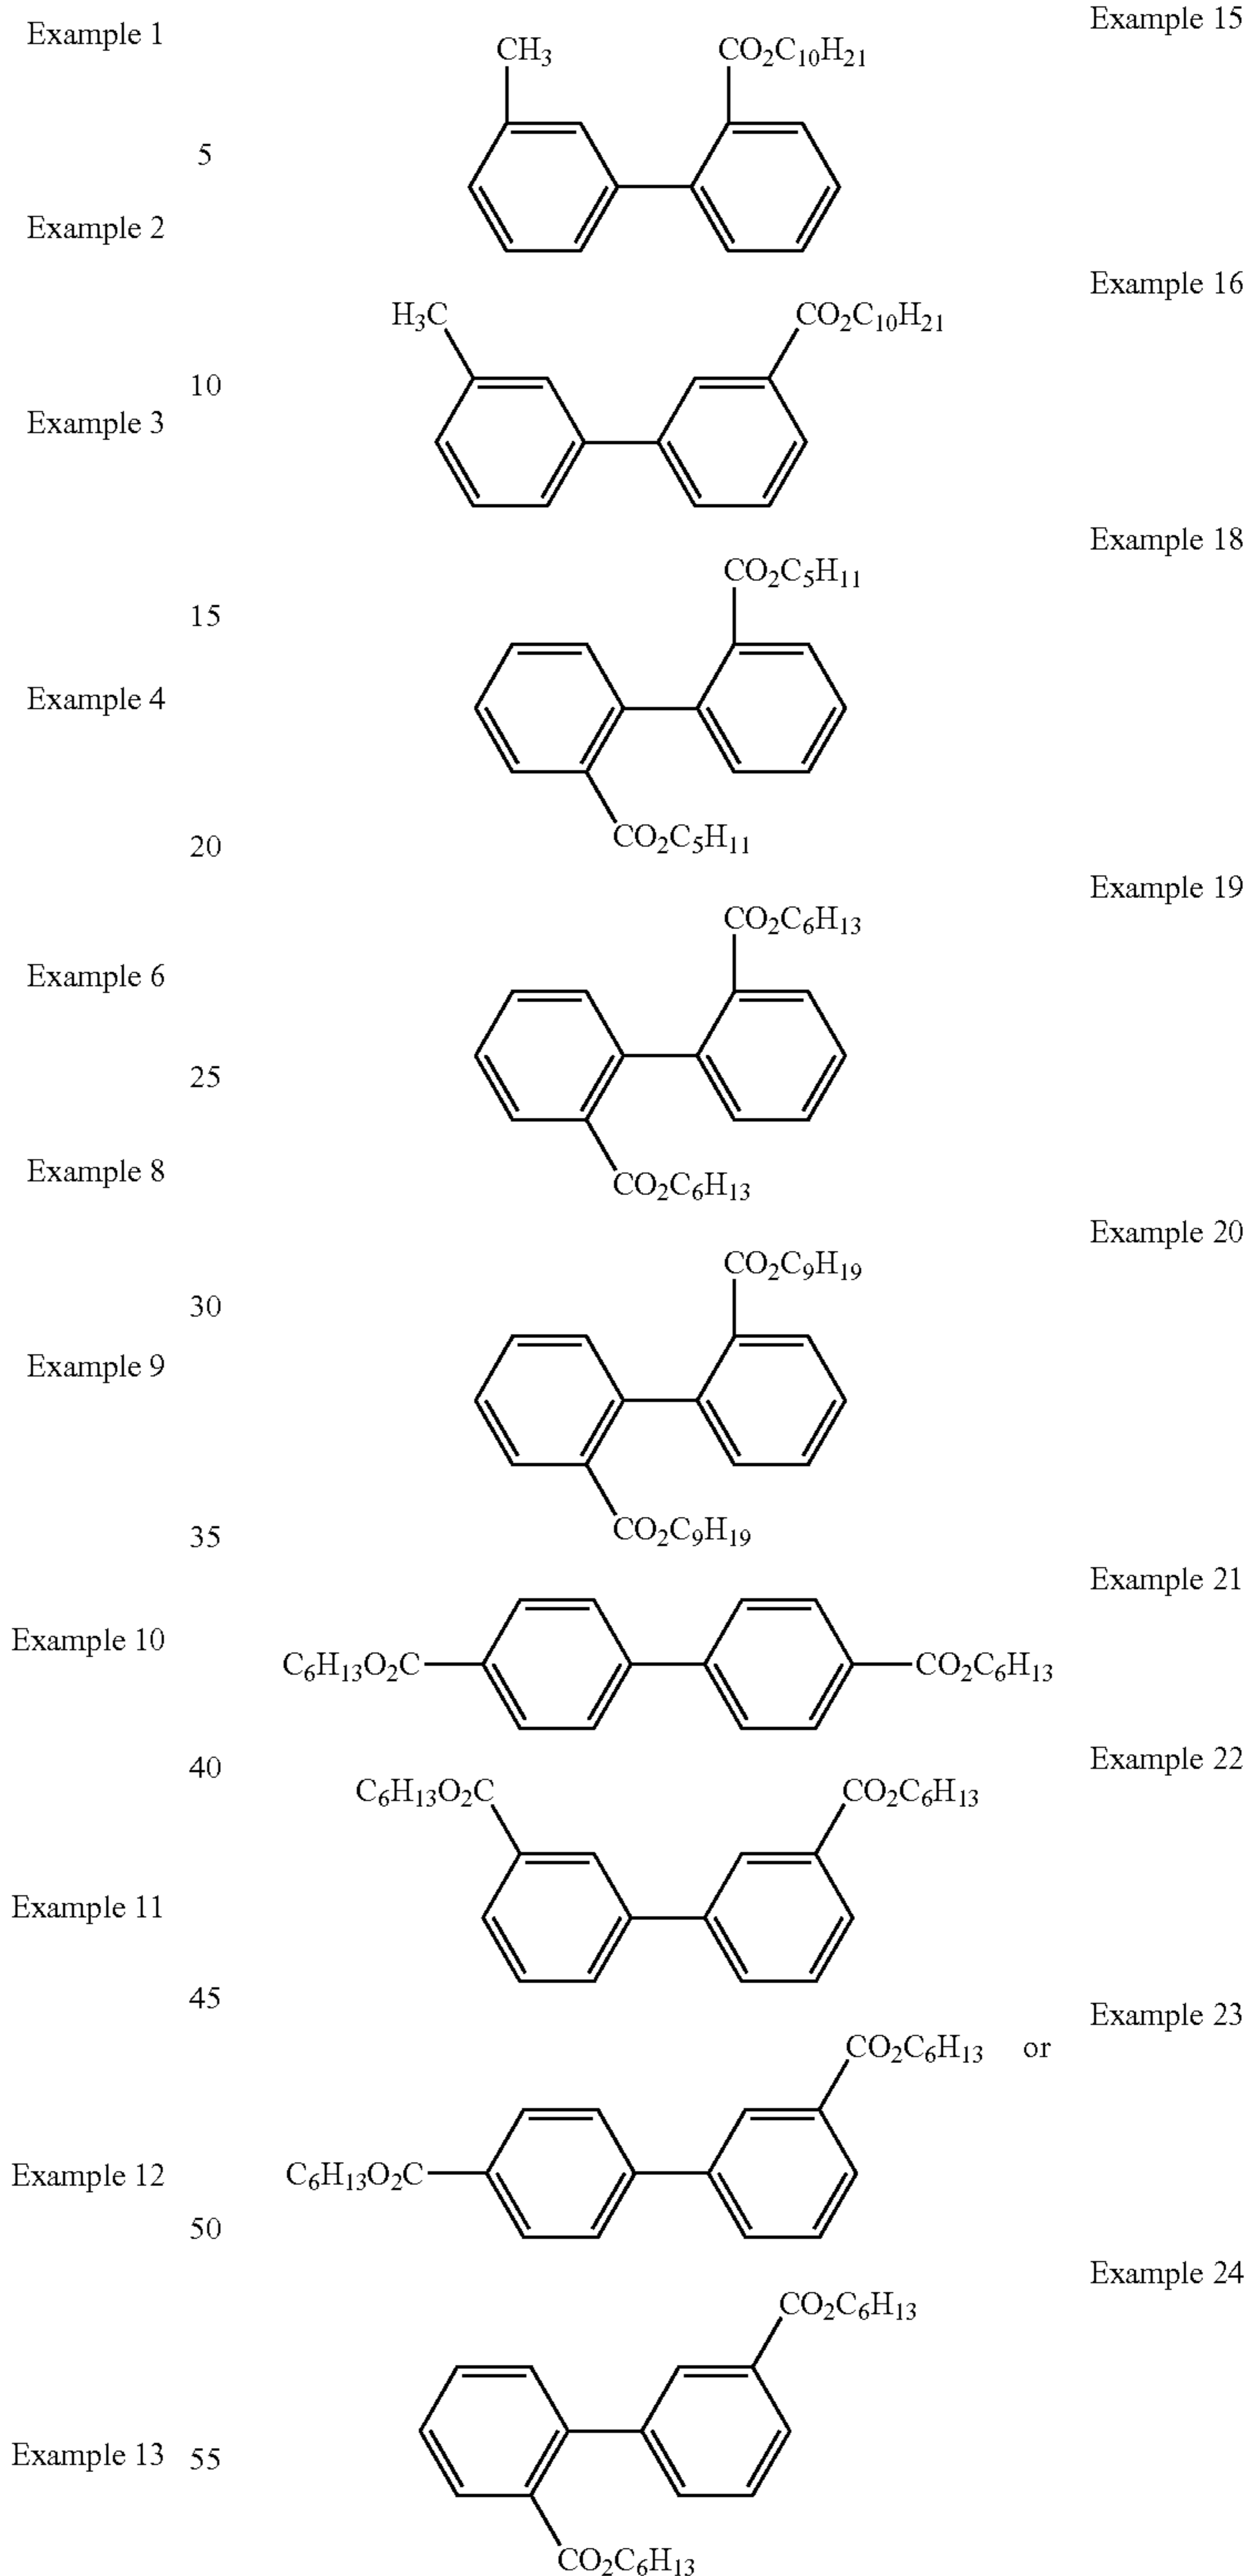 Example 15
Example 1
CH₃ CO₂C₁₀H₂₁
5
Example 2
Example 16
H₃C CO₂C₁₀H₂₁
10
Example 3
Example 18
CO₂C₅H₁₁
15
Example 4
CO₂C₅H₁₁
20
Example 19
CO₂C₆H₁₃
Example 6
25
Example 8
CO₂C₆H₁₃
Example 20
CO₂C₉H₁₉
30
Example 9
CO₂C₉H₁₉
35
Example 21
Example 10
C₆H₁₃O₂C CO₂C₆H₁₃
Example 22
40
C₆H₁₃O₂C CO₂C₆H₁₃
Example 11
45
Example 23
CO₂C₆H₁₃ or
Example 12
C₆H₁₃O₂C
50
Example 24
CO₂C₆H₁₃
Example 13
55
CO₂C₆H₁₃